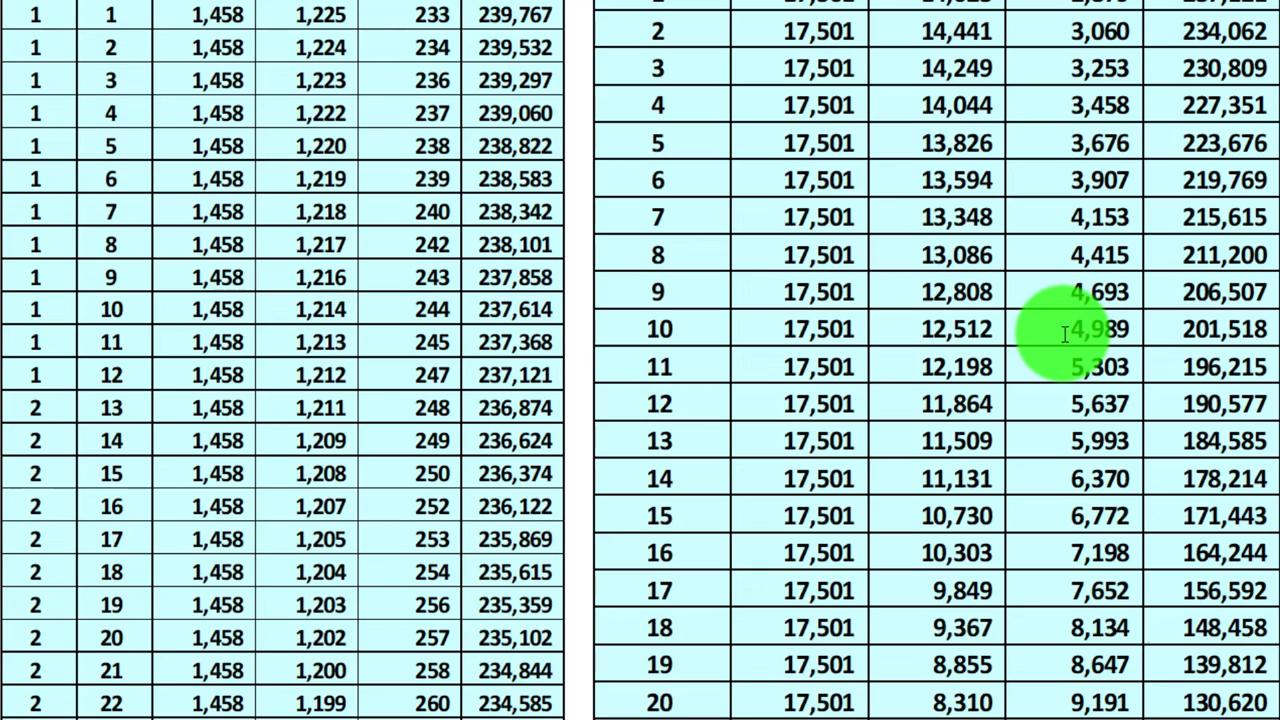 1 1 1,458 1,225 233 239,767
1 2 1,458 1,224 234 239,532
1 3 1,458 1,223 236 239,297
1 4 1,458 1,222 237 239,060
1 5 1,458 1,220 238 238,822
1 6 1,458 1,219 239 238,583
1 7 1,458 1,218 240 238,342
1 8 1,458 1,217 242 238,101
1 9 1,458 1,216 243 237,858
1 10 1,458 1,214 244 237,614
1 11 1,458 1,213 245 237,368
1 12 1,458 1,212 247 237,121
2 13 1,458 1,211 248 236,874
2 14 1,458 1,209 249 236,624
2 15 1,458 1,208 250 236,374
2 16 1,458 1,207 252 236,122
2 17 1,458 1,205 253 235,869
2 18 1,458 1,204 254 235,615
2 19 1,458 1,203 256 235,359
2 20 1,458 1,202 257 235,102
2 21 1,458 1,200 258 234,844
2 22 1,458 1,199 260 234,585
2 17,501 14,441 3,060 234,062
3 17,501 14,249 3,253 230,809
4 17,501 14,044 3,458 227,351
5 17,501 13,826 3,676 223,676
6 17,501 13,594 3,907 219,769
7 17,501 13,348 4,153 215,615
8 17,501 13,086 4,415 211,200
9 17,501 12,808 4,693 206,507
10 17,501 12,512 4,989 201,518
11 17,501 12,198 5,303 196,215
12 17,501 11,864 5,637 190,577
13 17,501 11,509 5,993 184,585
14 17,501 11,131 6,370 178,214
15 17,501 10,730 6,772 171,443
16 17,501 10,303 7,198 164,244
17 17,501 9,849 7,652 156,592
18 17,501 9,367 8,134 148,458
19 17,501 8,855 8,647 139,812
20 17,501 8,310 9,191 130,620